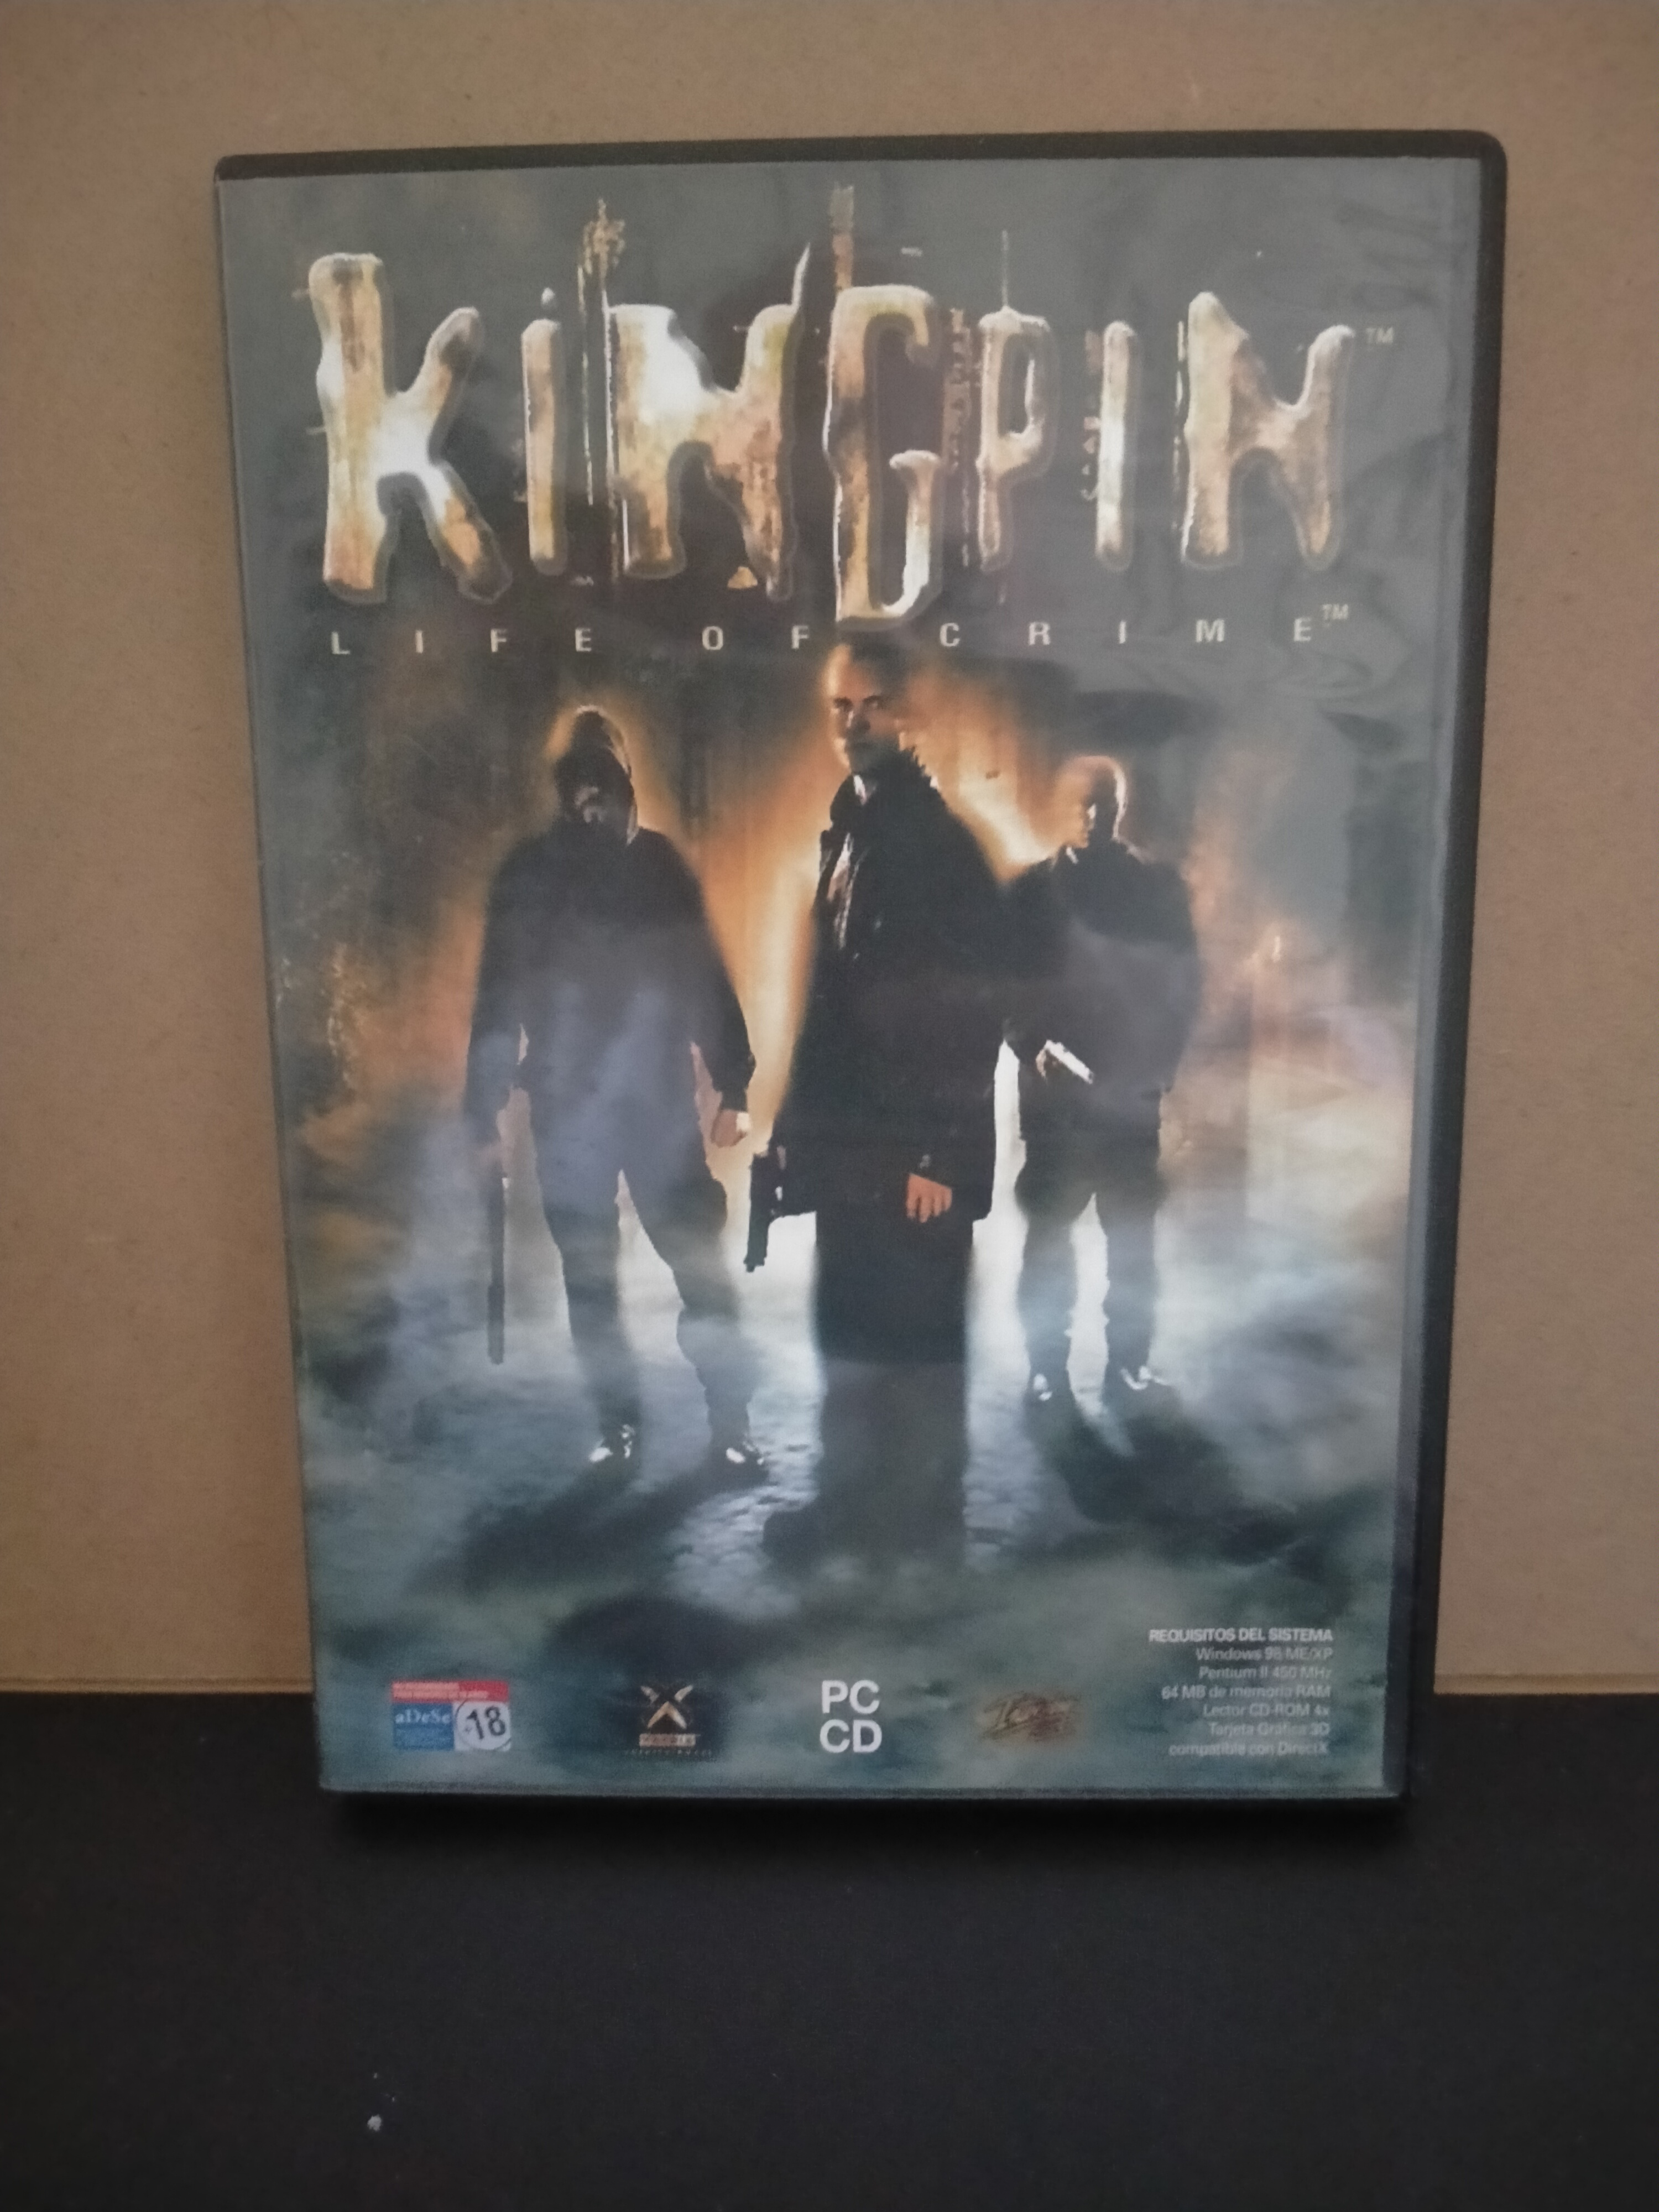 KiNGPIN™
LIFE OF CRIME™
REQUISITOS DEL SISTEMA
Windows 98 ME/XP
Pentium II 450 MHz
64 MB de memoria RAM
Lector CD-ROM 4x
Tarjeta Gráfica 3D
compatible con DirectX
aDeSe
18
PC
CD